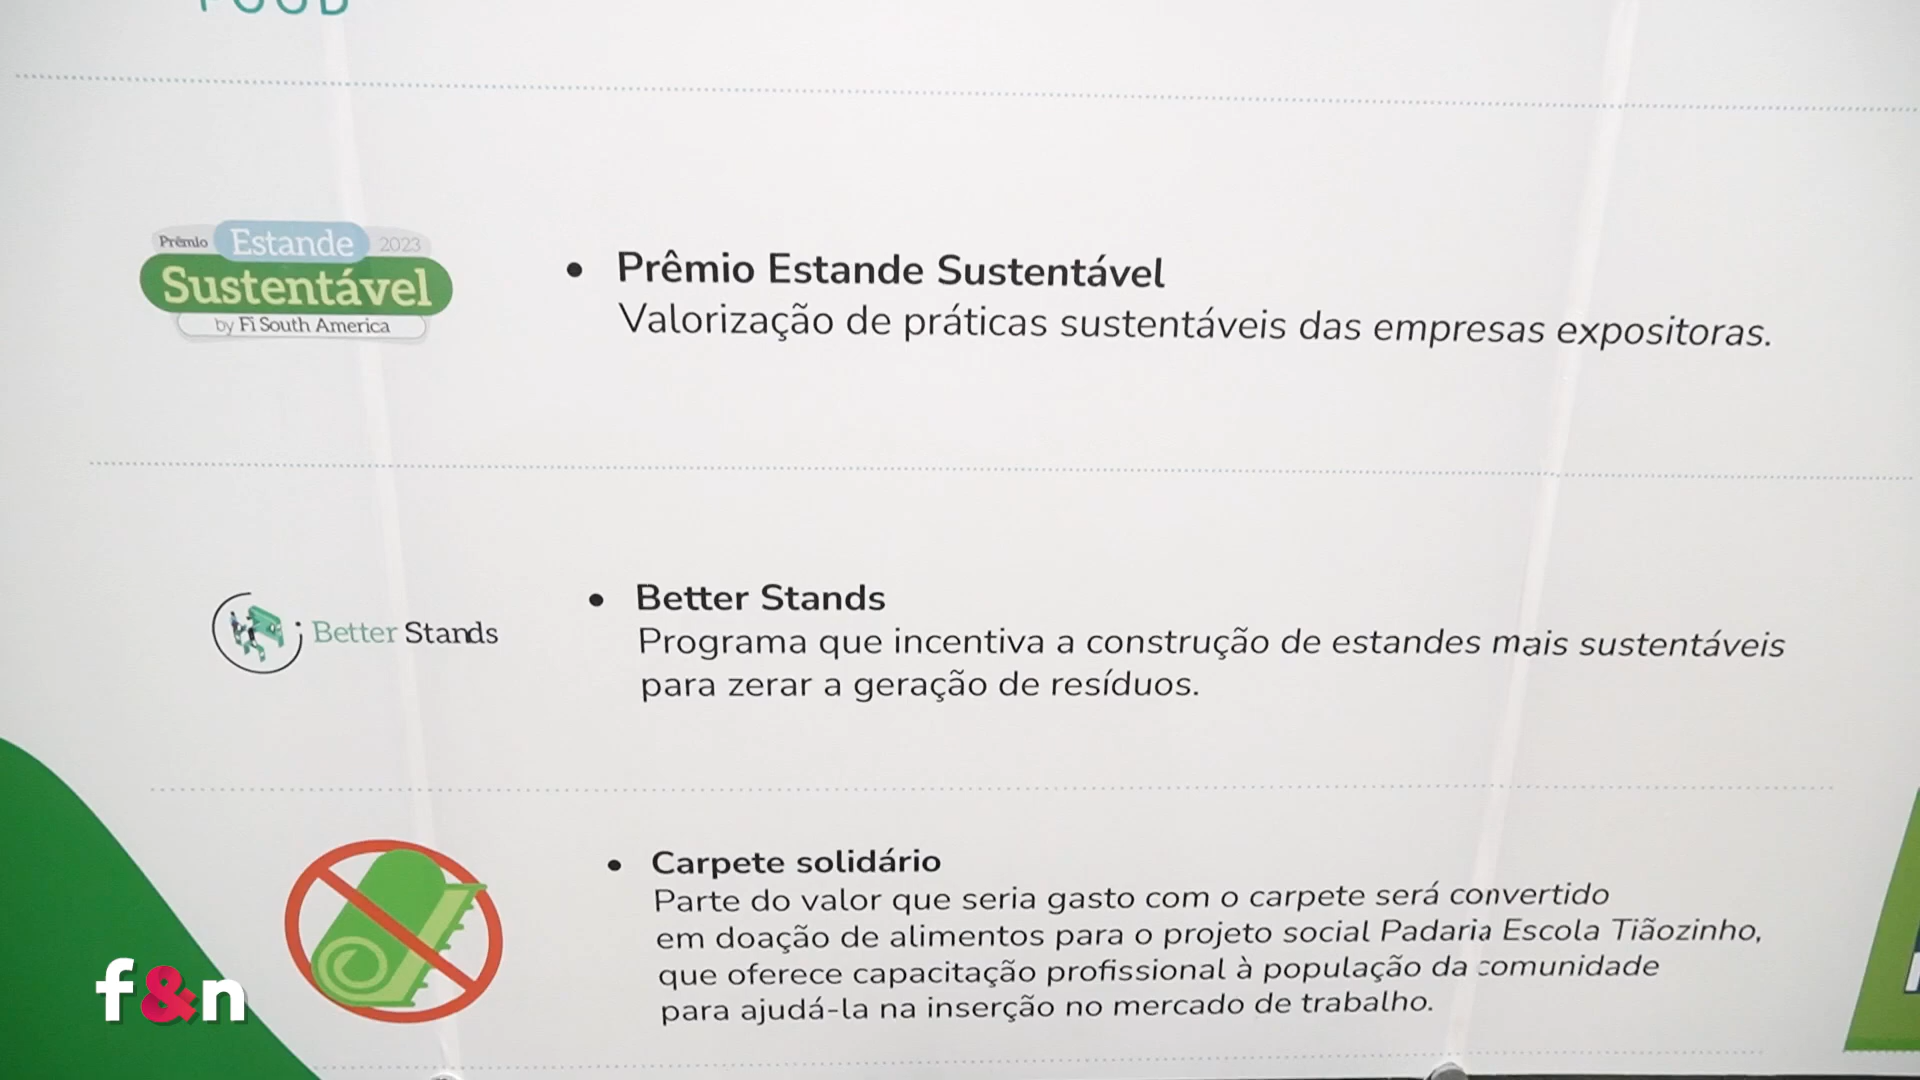 FOOD
Prêmio Estande 2023
Sustentável
by Fi South America
• Prêmio Estande Sustentável
Valorização de práticas sustentáveis das empresas expositoras.
Better Stands
• Better Stands
Programa que incentiva a construção de estandes mais sustentáveis
para zerar a geração de resíduos.
• Carpete solidário
Parte do valor que seria gasto com o carpete será convertido
em doação de alimentos para o projeto social Padaria Escola Tiãozinho,
que oferece capacitação profissional à população da comunidade
para ajudá-la na inserção no mercado de trabalho.
f&n